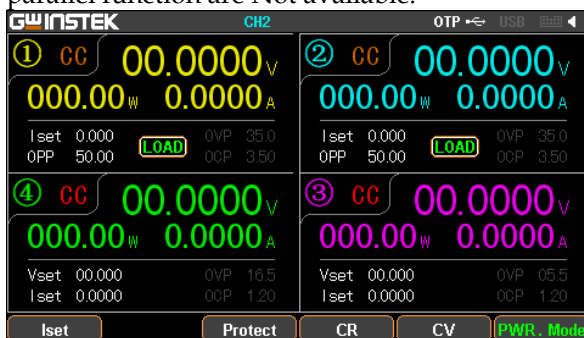 parallel function are Not available.
GWINSTEK CH2 OTP USB
① CC 00.0000V
000.00W 0.0000A
Iset 0.000 LOAD OVP 35.0
OPP 50.00 OCP 3.50
② CC 00.0000V
000.00W 0.0000A
Iset 0.000 LOAD OVP 35.0
OPP 50.00 OCP 3.50
④ CC 00.0000V
000.00W 0.0000A
Vset 00.000 OVP 16.5
Iset 0.0000 OCP 1.20
③ CC 00.0000V
000.00W 0.0000A
Vset 00.000 OVP 05.5
Iset 0.0000 OCP 1.20
Iset Protect CR CV PWR. Mode